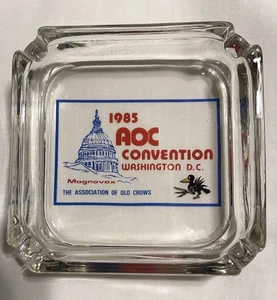 1985
AOC
CONVENTION
WASHINGTON D.C.
Magnavox
THE ASSOCIATION OF OLD CROWS